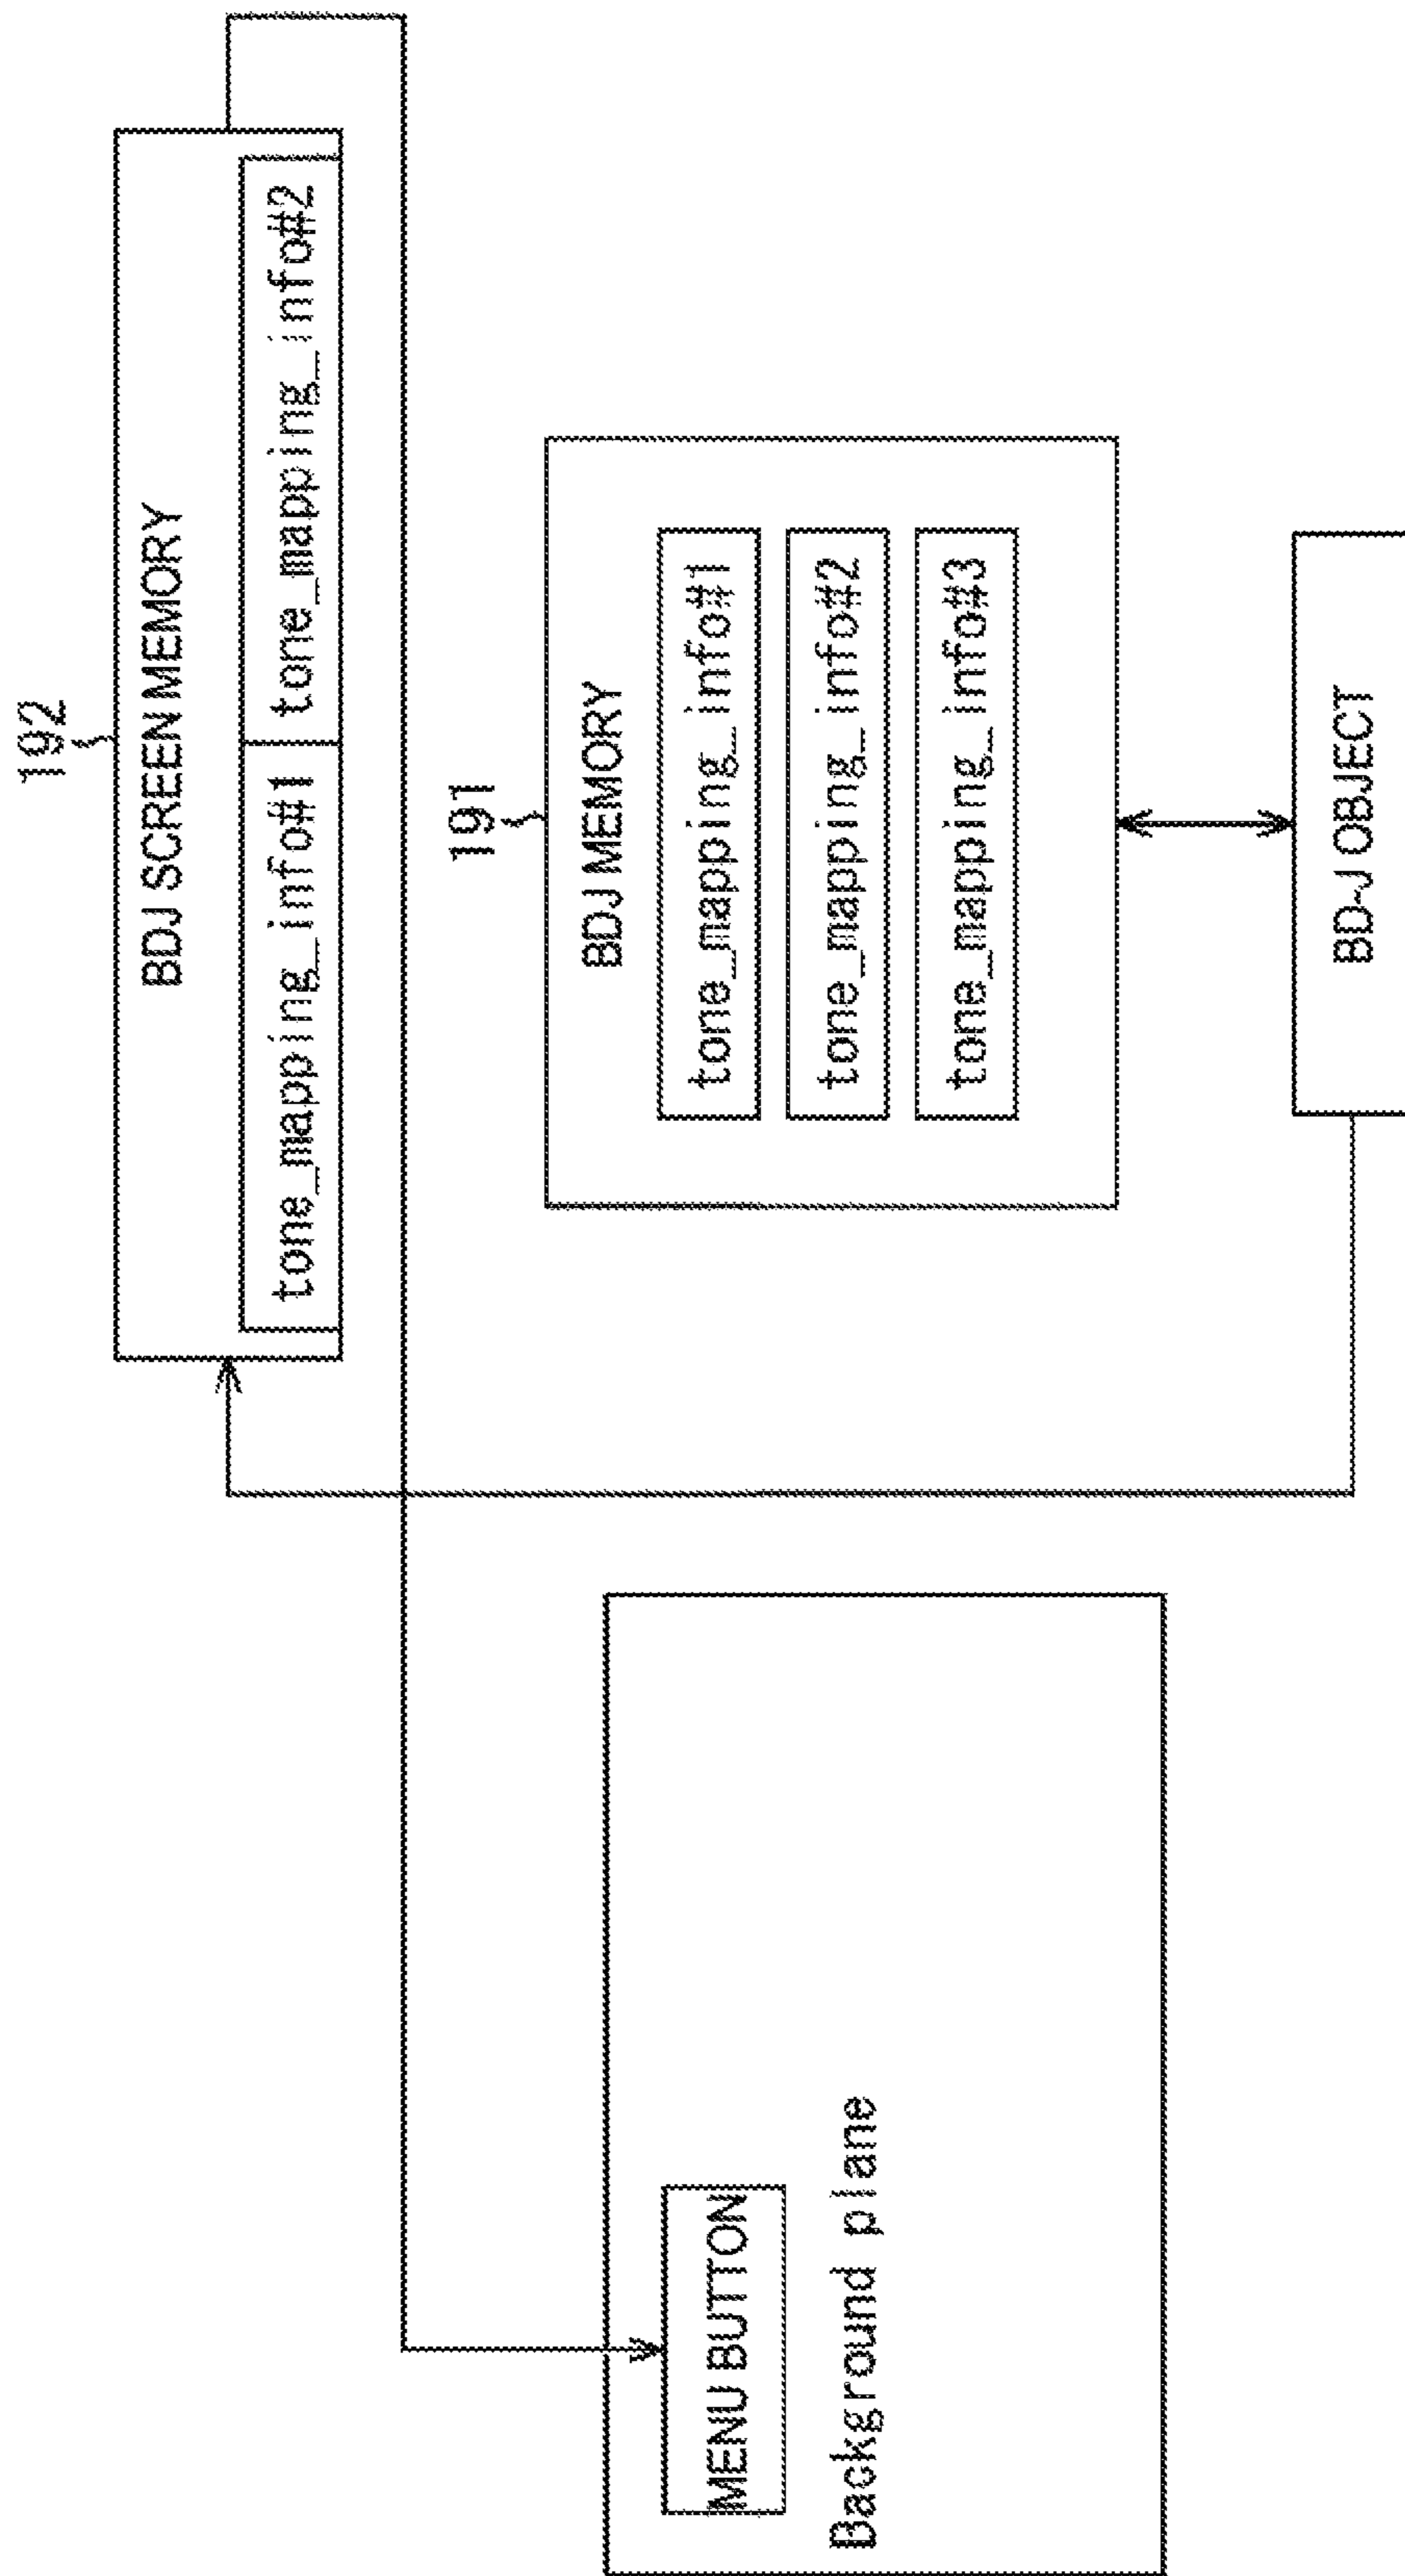 192
BDJ SCREEN MEMORY
tone_mapping_info#1
tone_mapping_info#2
191
BDJ MEMORY
tone_mapping_info#1
tone_mapping_info#2
tone_mapping_info#3
MENU BUTTON
Background plane
BD-J OBJECT